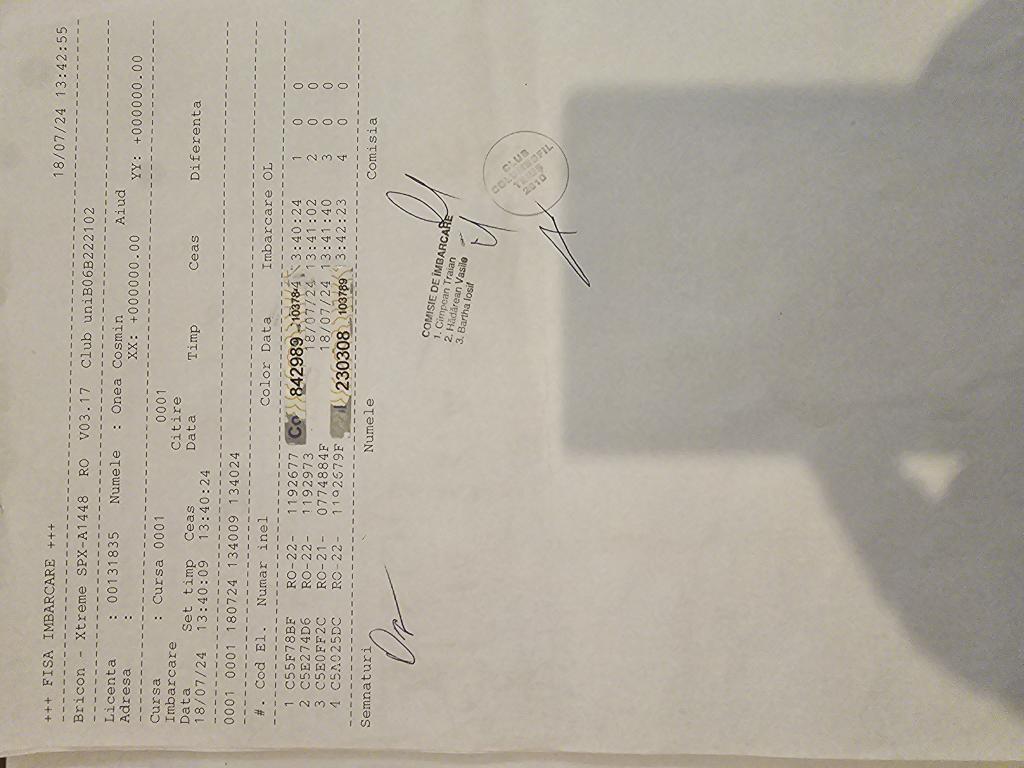 +++ FISA IMBARCARE +++ 18/07/24 13:42:55
Bricon - Xtreme SPX-A1448 RO V03.17 Club uniB06B222102
Licenta : 00131835 Numele : Onea Cosmin Aiud
Adresa : XX: +000000.00 YY: +000000.00
Cursa : Cursa 0001 0001
Imbarcare Citire
Data Set timp Ceas Data Timp Ceas Diferenta
18/07/24 13:40:09 13:40:24
0001 0001 180724 134009 134024
#. Cod El. Numar inel Color Data Imbarcare OL
1 C55F78BF RO-22- 1192677 Co 842989 103784 3:40:24 1 0 0
2 C5E274D6 RO-22- 1192973 18/07/24 13:41:02 2 0 0
3 C5E0FF2C RO-21- 0774884F 18/07/24 13:41:40 3 0 0
4 C5A025DC RO-22- 1192679F 230308 103789 3:42:23 4 0 0
Semnaturi Numele Comisia
COMISIE DE ÎMBARCARE
1. Cîmpean Traian
2. Hădărean Vasile
3. Bartha Iosif
CLUB
2010